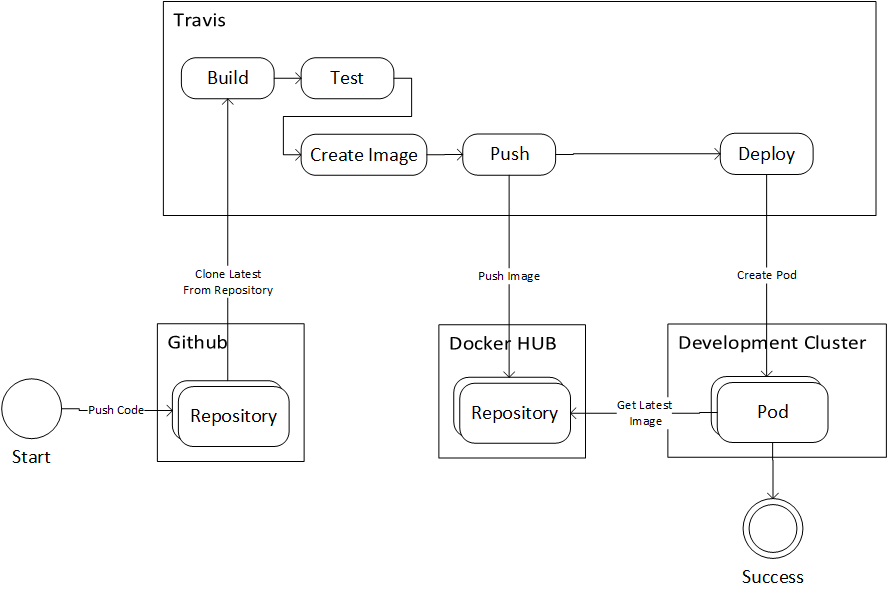 Travis
Build
Test
Create Image
Push
Deploy
Clone Latest
From Repository
Push Image
Create Pod
Github
Docker HUB
Development Cluster
Push Code
Repository
Repository
Get Latest
Image
Pod
Start
Success